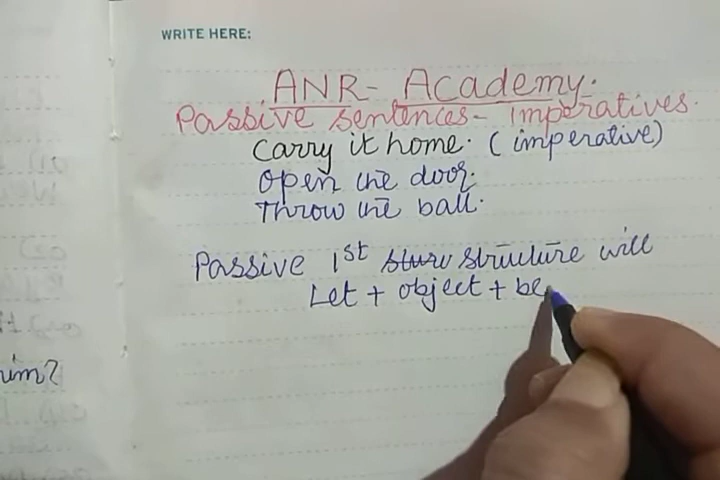 WRITE HERE:
ANR- Academy.
Passive sentences- imperatives.
Carry it home. (imperative)
Open the door.
Throw the ball.
Passive 1st structure will
Let + object + be
him?